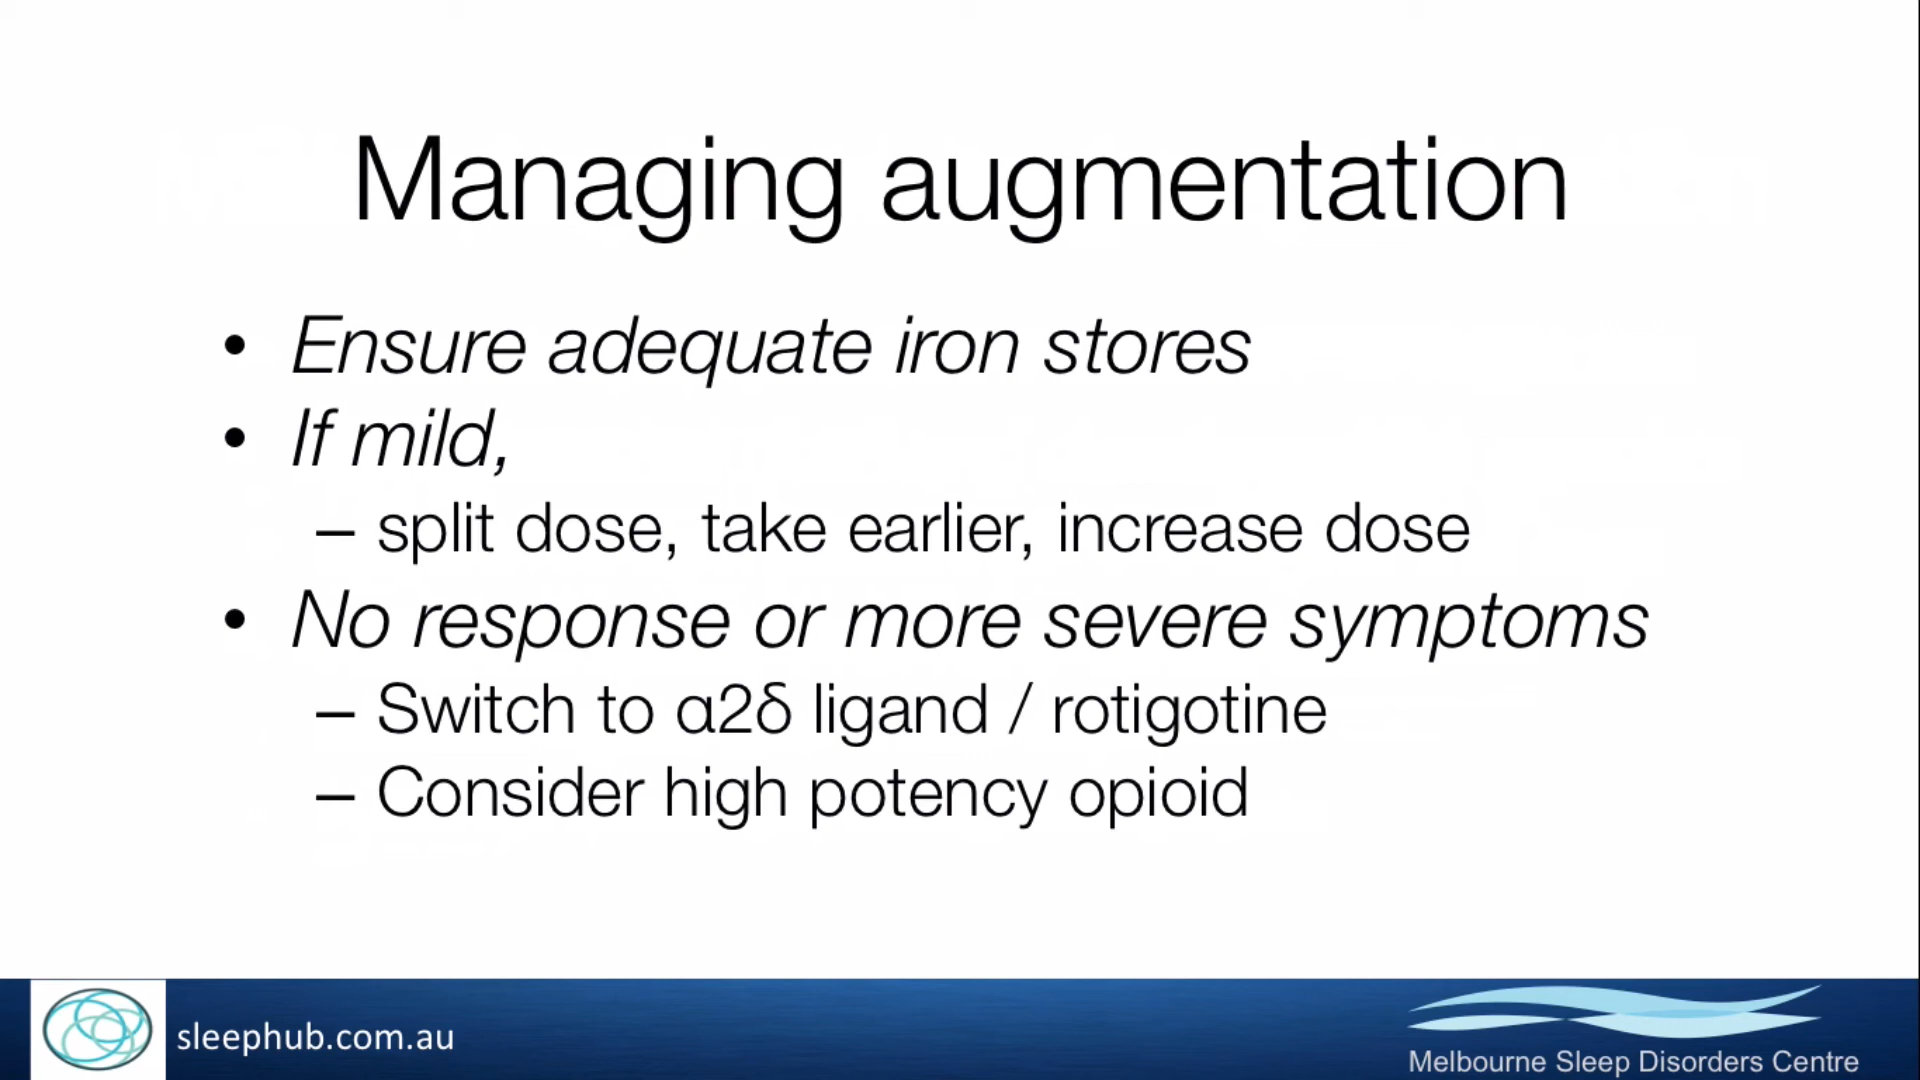 Managing augmentation
• Ensure adequate iron stores
• If mild,
– split dose, take earlier, increase dose
• No response or more severe symptoms
– Switch to α2δ ligand / rotigotine
– Consider high potency opioid
sleephub.com.au
Melbourne Sleep Disorders Centre